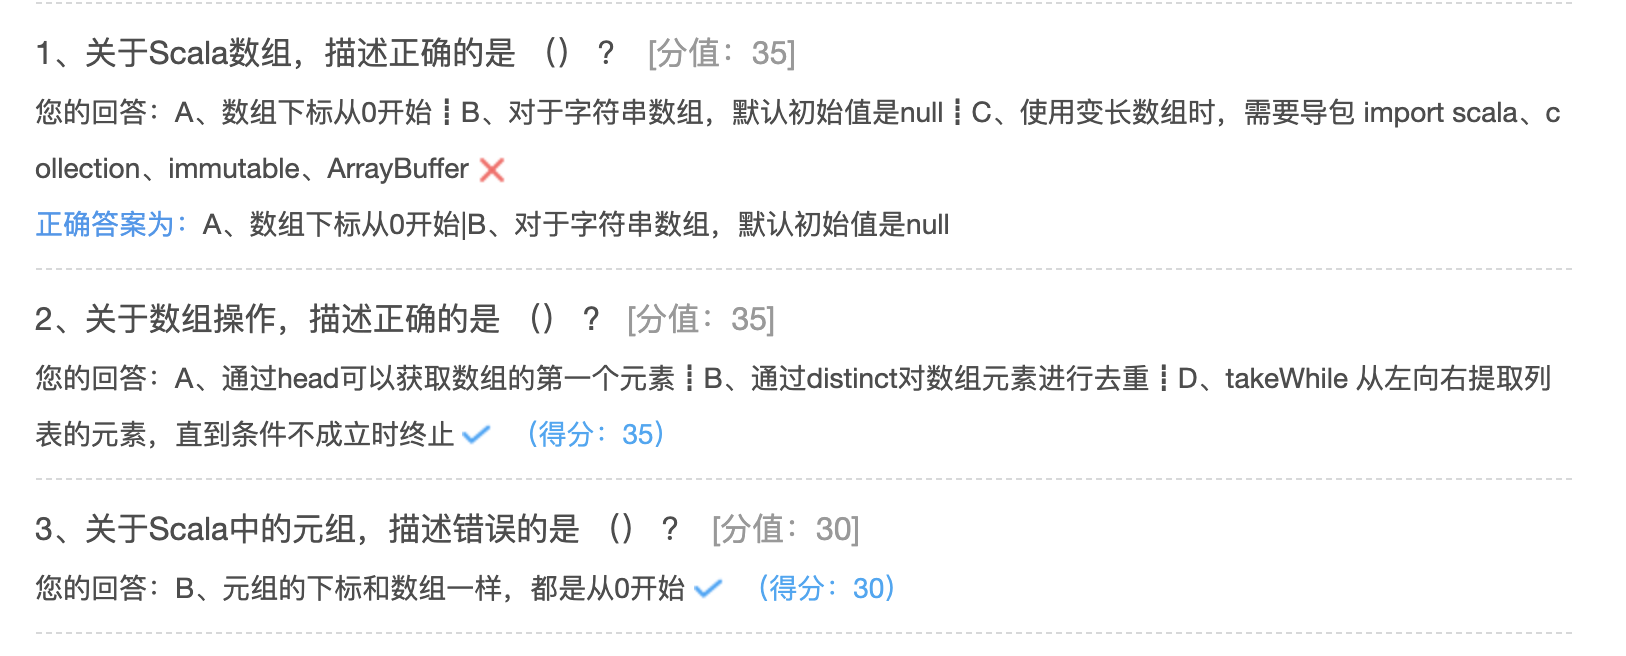 1、关于Scala数组，描述正确的是 （） ？ [分值：35]
您的回答：A、数组下标从0开始┋B、对于字符串数组，默认初始值是null┋C、使用变长数组时，需要导包 import scala、c
ollection、immutable、ArrayBuffer
正确答案为：A、数组下标从0开始|B、对于字符串数组，默认初始值是null
2、关于数组操作，描述正确的是 （） ？ [分值：35]
您的回答：A、通过head可以获取数组的第一个元素┋B、通过distinct对数组元素进行去重┋D、takeWhile 从左向右提取列
表的元素，直到条件不成立时终止 （得分：35）
3、关于Scala中的元组，描述错误的是 （） ？ [分值：30]
您的回答：B、元组的下标和数组一样，都是从0开始 （得分：30）